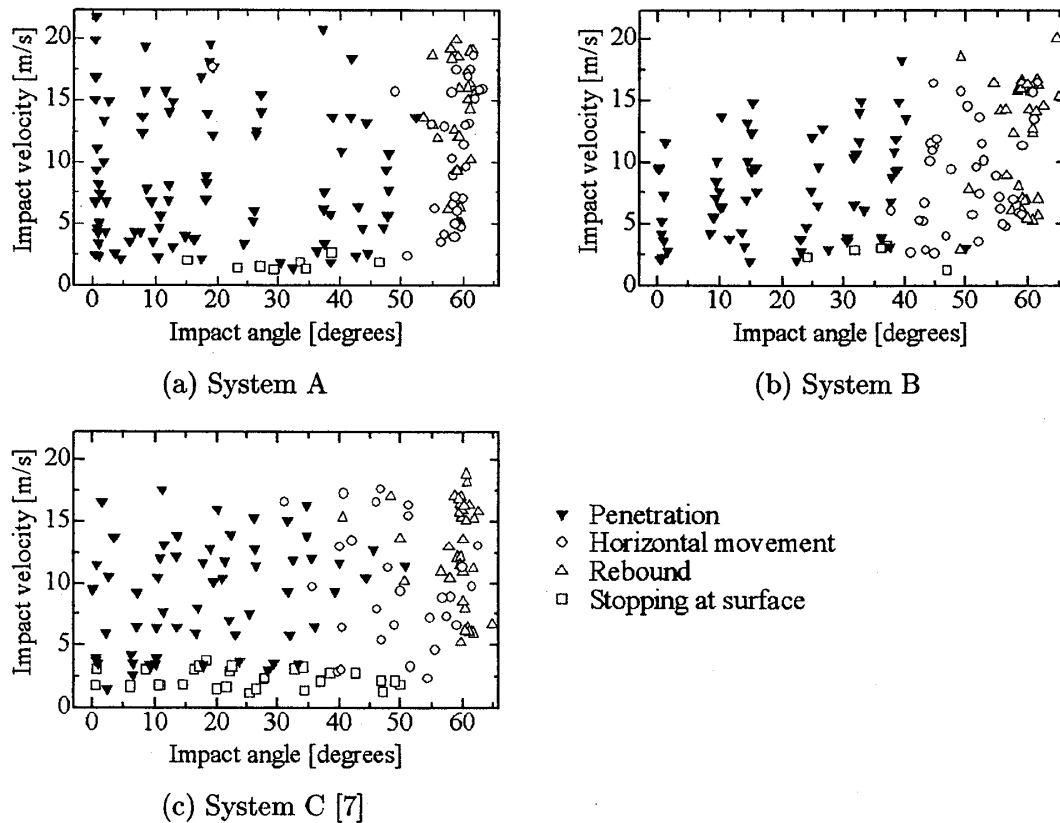 Impact velocity [m/s]
20
15
10
5
0
0 10 20 30 40 50 60
Impact angle [degrees]
(a) System A
Impact velocity [m/s]
20
15
10
5
0
0 10 20 30 40 50 60
Impact angle [degrees]
(b) System B
Impact velocity [m/s]
20
15
10
5
0
0 10 20 30 40 50 60
Impact angle [degrees]
(c) System C [7]
Penetration
Horizontal movement
Rebound
Stopping at surface